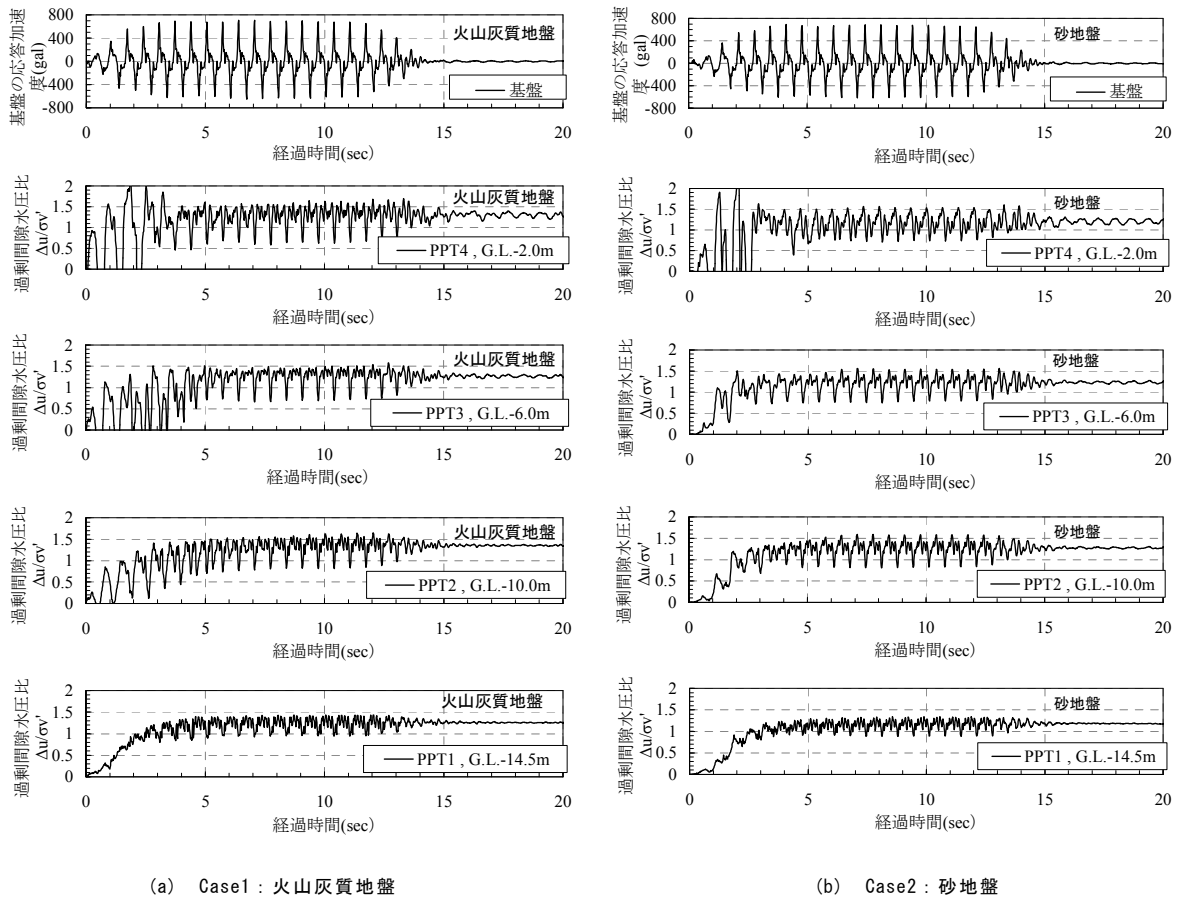 基盤の応答加速
度(gal)
800
400
0
-400
-800
火山灰質地盤
基盤
0 5 10 15 20
経過時間(sec)
過剰間隙水圧比
Δu/σv'
2
1.5
1
0.5
0
火山灰質地盤
PPT4 , G.L.-2.0m
0 5 10 15 20
経過時間(sec)
過剰間隙水圧比
Δu/σv'
2
1.5
1
0.5
0
火山灰質地盤
PPT3 , G.L.-6.0m
0 5 10 15 20
経過時間(sec)
過剰間隙水圧比
Δu/σv'
2
1.5
1
0.5
0
火山灰質地盤
PPT2 , G.L.-10.0m
0 5 10 15 20
経過時間(sec)
過剰間隙水圧比
Δu/σv'
2
1.5
1
0.5
0
火山灰質地盤
PPT1 , G.L.-14.5m
0 5 10 15 20
経過時間(sec)
(a) Case1：火山灰質地盤
基盤の応答加速
度(gal)
800
400
0
-400
-800
砂地盤
基盤
0 5 10 15 20
経過時間(sec)
過剰間隙水圧比
Δu/σv'
2
1.5
1
0.5
0
砂地盤
PPT4 , G.L.-2.0m
0 5 10 15 20
経過時間(sec)
過剰間隙水圧比
Δu/σv'
2
1.5
1
0.5
0
砂地盤
PPT3 , G.L.-6.0m
0 5 10 15 20
経過時間(sec)
過剰間隙水圧比
Δu/σv'
2
1.5
1
0.5
0
砂地盤
PPT2 , G.L.-10.0m
0 5 10 15 20
経過時間(sec)
過剰間隙水圧比
Δu/σv'
2
1.5
1
0.5
0
砂地盤
PPT1 , G.L.-14.5m
0 5 10 15 20
経過時間(sec)
(b) Case2：砂地盤